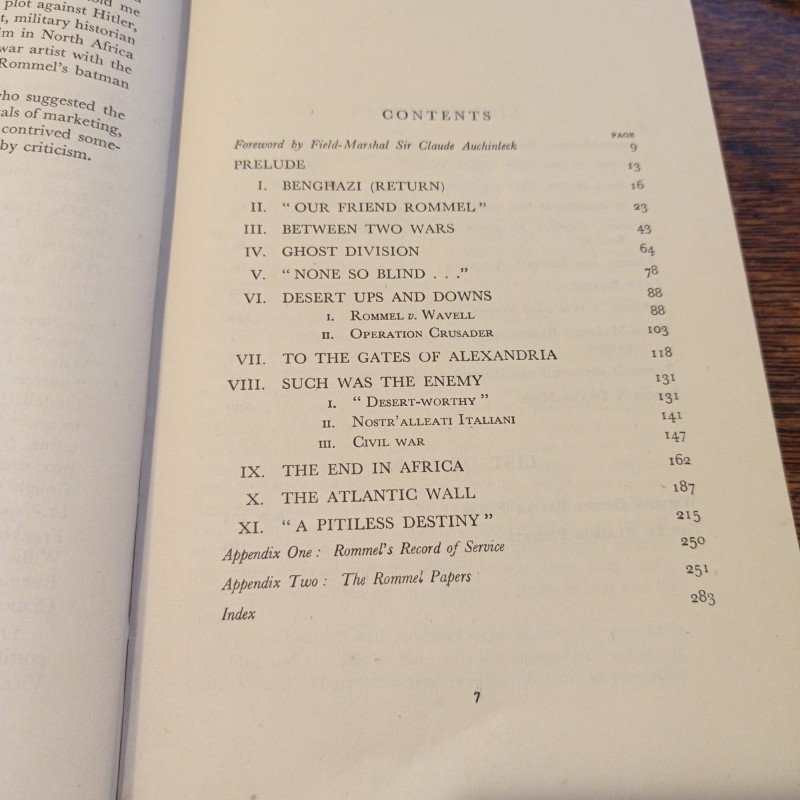 told me
plot against Hitler,
t, military historian
im in North Africa
war artist with the
Rommel's batman
who suggested the
als of marketing,
contrived some-
by criticism.
CONTENTS
PAGE
Foreword by Field-Marshal Sir Claude Auchinleck 9
PRELUDE 13
I. BENGHAZI (RETURN) 16
II. “ OUR FRIEND ROMMEL ” 23
III. BETWEEN TWO WARS 43
IV. GHOST DIVISION 64
V. “ NONE SO BLIND . . .” 78
VI. DESERT UPS AND DOWNS 88
I. ROMMEL v. WAVELL 88
II. OPERATION CRUSADER 103
VII. TO THE GATES OF ALEXANDRIA 118
VIII. SUCH WAS THE ENEMY 131
I. “ DESERT-WORTHY ” 131
II. NOSTR'ALLEATI ITALIANI 141
III. CIVIL WAR 147
IX. THE END IN AFRICA 162
X. THE ATLANTIC WALL 187
XI. “ A PITILESS DESTINY ” 215
Appendix One : Rommel's Record of Service 250
Appendix Two : The Rommel Papers 251
Index 283
7